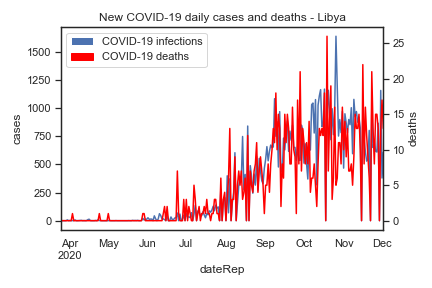 New COVID-19 daily cases and deaths - Libya
COVID-19 infections
COVID-19 deaths
cases
1500
1250
1000
750
500
250
0
deaths
25
20
15
10
5
0
Apr May Jun Jul Aug Sep Oct Nov Dec
2020
dateRep